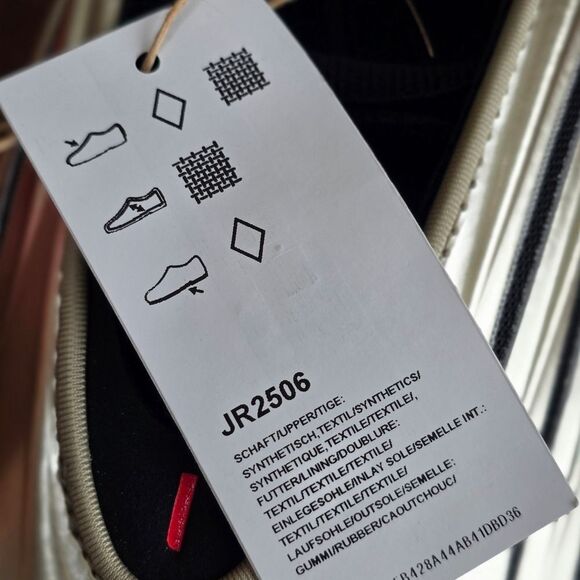 JR2506
SCHAFT/UPPER/TIGE:
SYNTHETISCH,TEXTIL/SYNTHETICS/
SYNTHETIQUE,TEXTILE/TEXTILE/,
FUTTER/LINING/DOUBLURE:
TEXTIL/TEXTILE/TEXTILE/
EINLEGESOHLE/INLAY SOLE/SEMELLE INT.:
TEXTIL/TEXTILE/TEXTILE/
LAUFSOHLE/OUTSOLE/SEMELLE:
GUMMI/RUBBER/CAOUTCHOUC/